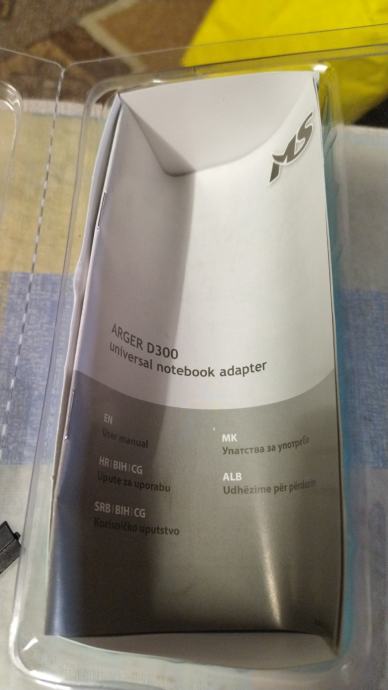 MS
ARGER D300
universal notebook adapter
EN
User manual
HR|BIH|CG
Upute za uporabu
SRB|BIH|CG
Korisničko uputstvo
MK
Упатства за употреба
ALB
Udhëzime për përdorim